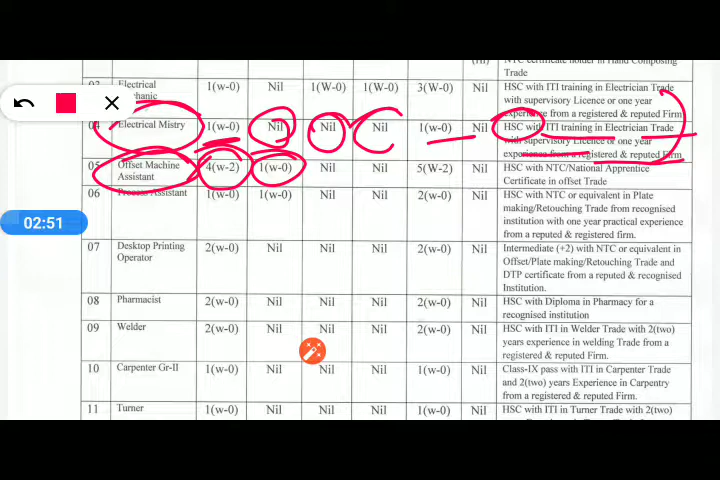 (HI)
NTC certificate holder in Hand Composing
Trade
03 Electrical 1(w-0) Nil 1(W-0) 1(W-0) 3(W-0) Nil HSC with ITI training in Electrician Trade
with supervisory Licence or one year
experience from a registered & reputed Firm
04 Electrical Mistry 1(w-0) Nil Nil Nil 1(w-0) Nil HSC with ITI training in Electrician Trade
with supervisory Licence or one year
experience from a registered & reputed Firm
05 Offset Machine 4(w-2) 1(w-0) Nil Nil 5(W-2) Nil HSC with NTC/National Apprentice
Assistant Certificate in offset Trade
06 Process Assistant 1(w-0) 1(w-0) Nil Nil 2(w-0) Nil HSC with NTC or equivalent in Plate
making/Retouching Trade from recognised
institution with one year practical experience
from a reputed & registered firm.
02:51
07 Desktop Printing 2(w-0) Nil Nil Nil 2(w-0) Nil Intermediate (+2) with NTC or equivalent in
Operator Offset/Plate making/Retouching Trade and
DTP certificate from a reputed & recognised
Institution.
08 Pharmacist 2(w-0) Nil Nil Nil 2(w-0) Nil HSC with Diploma in Pharmacy for a
recognised institution
09 Welder 2(w-0) Nil Nil Nil 2(w-0) Nil HSC with ITI in Welder Trade with 2(two)
years experience in welding Trade from a
registered & reputed Firm.
10 Carpenter Gr-II 1(w-0) Nil Nil Nil 1(w-0) Nil Class-IX pass with ITI in Carpenter Trade
and 2(two) years Experience in Carpentry
from a registered & reputed Firm.
11 Turner 1(w-0) Nil Nil Nil 1(w-0) Nil HSC with ITI in Turner Trade with 2(two)